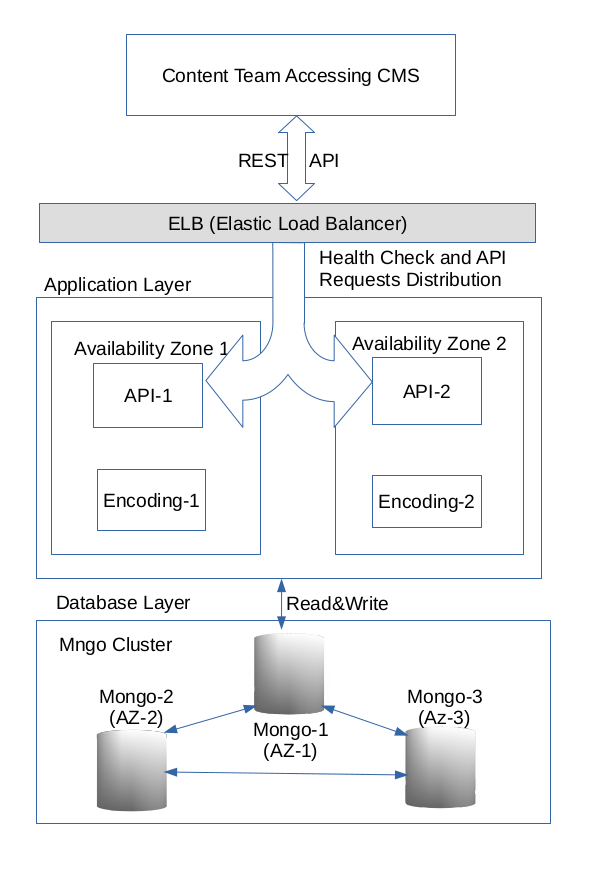 Content Team Accessing CMS
REST API
ELB (Elastic Load Balancer)
Health Check and API
Requests Distribution
Application Layer
Availability Zone 1
Availability Zone 2
API-1
API-2
Encoding-1
Encoding-2
Database Layer
Read&Write
Mngo Cluster
Mongo-2
(AZ-2)
Mongo-1
(AZ-1)
Mongo-3
(Az-3)